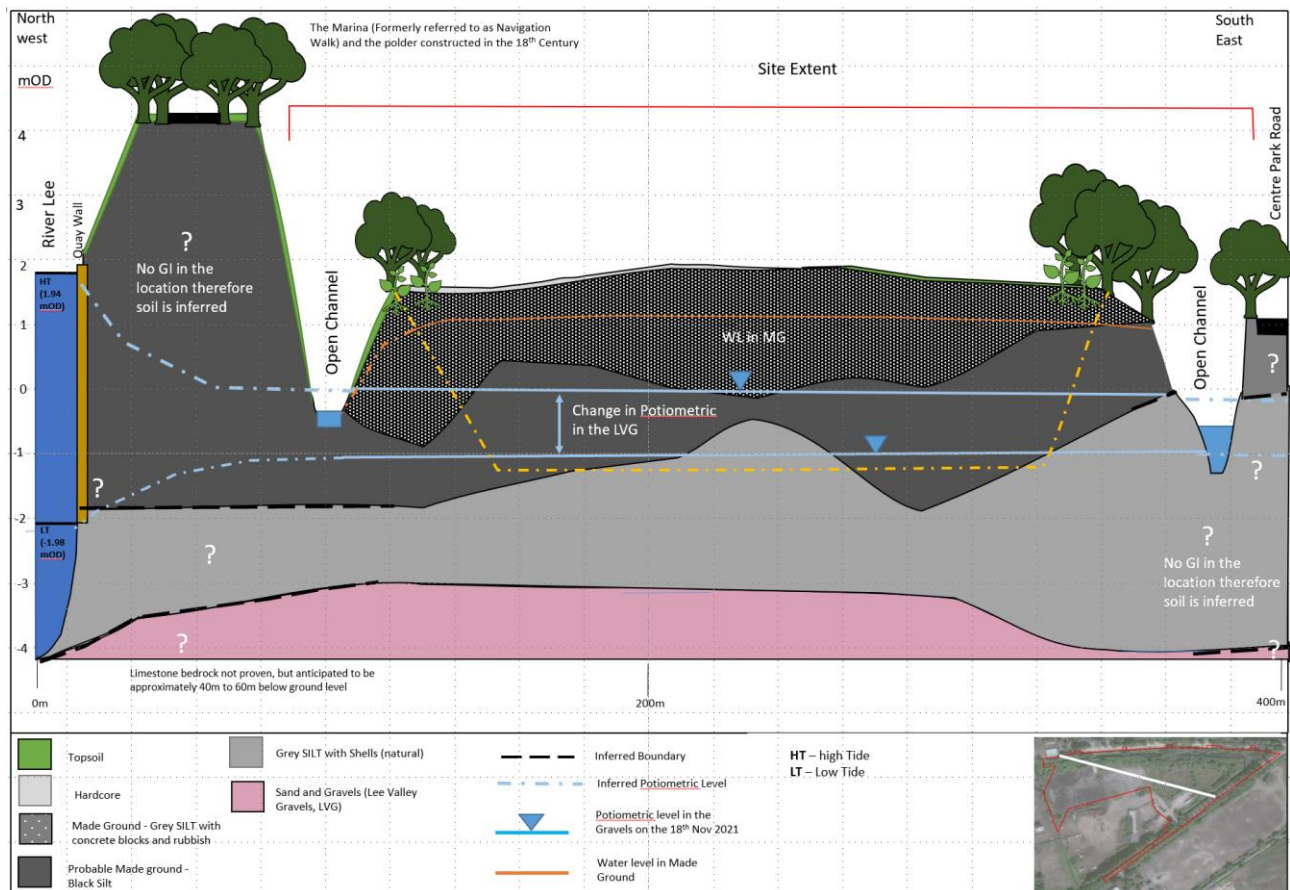 North
west
The Marina (Formerly referred to as Navigation
Walk) and the polder constructed in the 18th Century
South
East
mOD
Site Extent
4
3
2
1
0
-1
-2
-3
-4
River Lee
Quay Wall
HT
(1.94
mOD)
LT
(-1.98
mOD)
?
No GI in the
location therefore
soil is inferred
Open Channel
WL in MG
Change in Potiometric
in the LVG
Open Channel
Centre Park Road
?
?
?
?
?
?
No GI in the
location therefore
soil is inferred
?
Limestone bedrock not proven, but anticipated to be
approximately 40m to 60m below ground level
0m
200m
400m
Topsoil
Hardcore
Made Ground - Grey SILT with
concrete blocks and rubbish
Probable Made ground -
Black Silt
Grey SILT with Shells (natural)
Sand and Gravels (Lee Valley
Gravels, LVG)
Inferred Boundary
Inferred Potiometric Level
Potiometric level in the
Gravels on the 18th Nov 2021
Water level in Made
Ground
HT – high Tide
LT – Low Tide